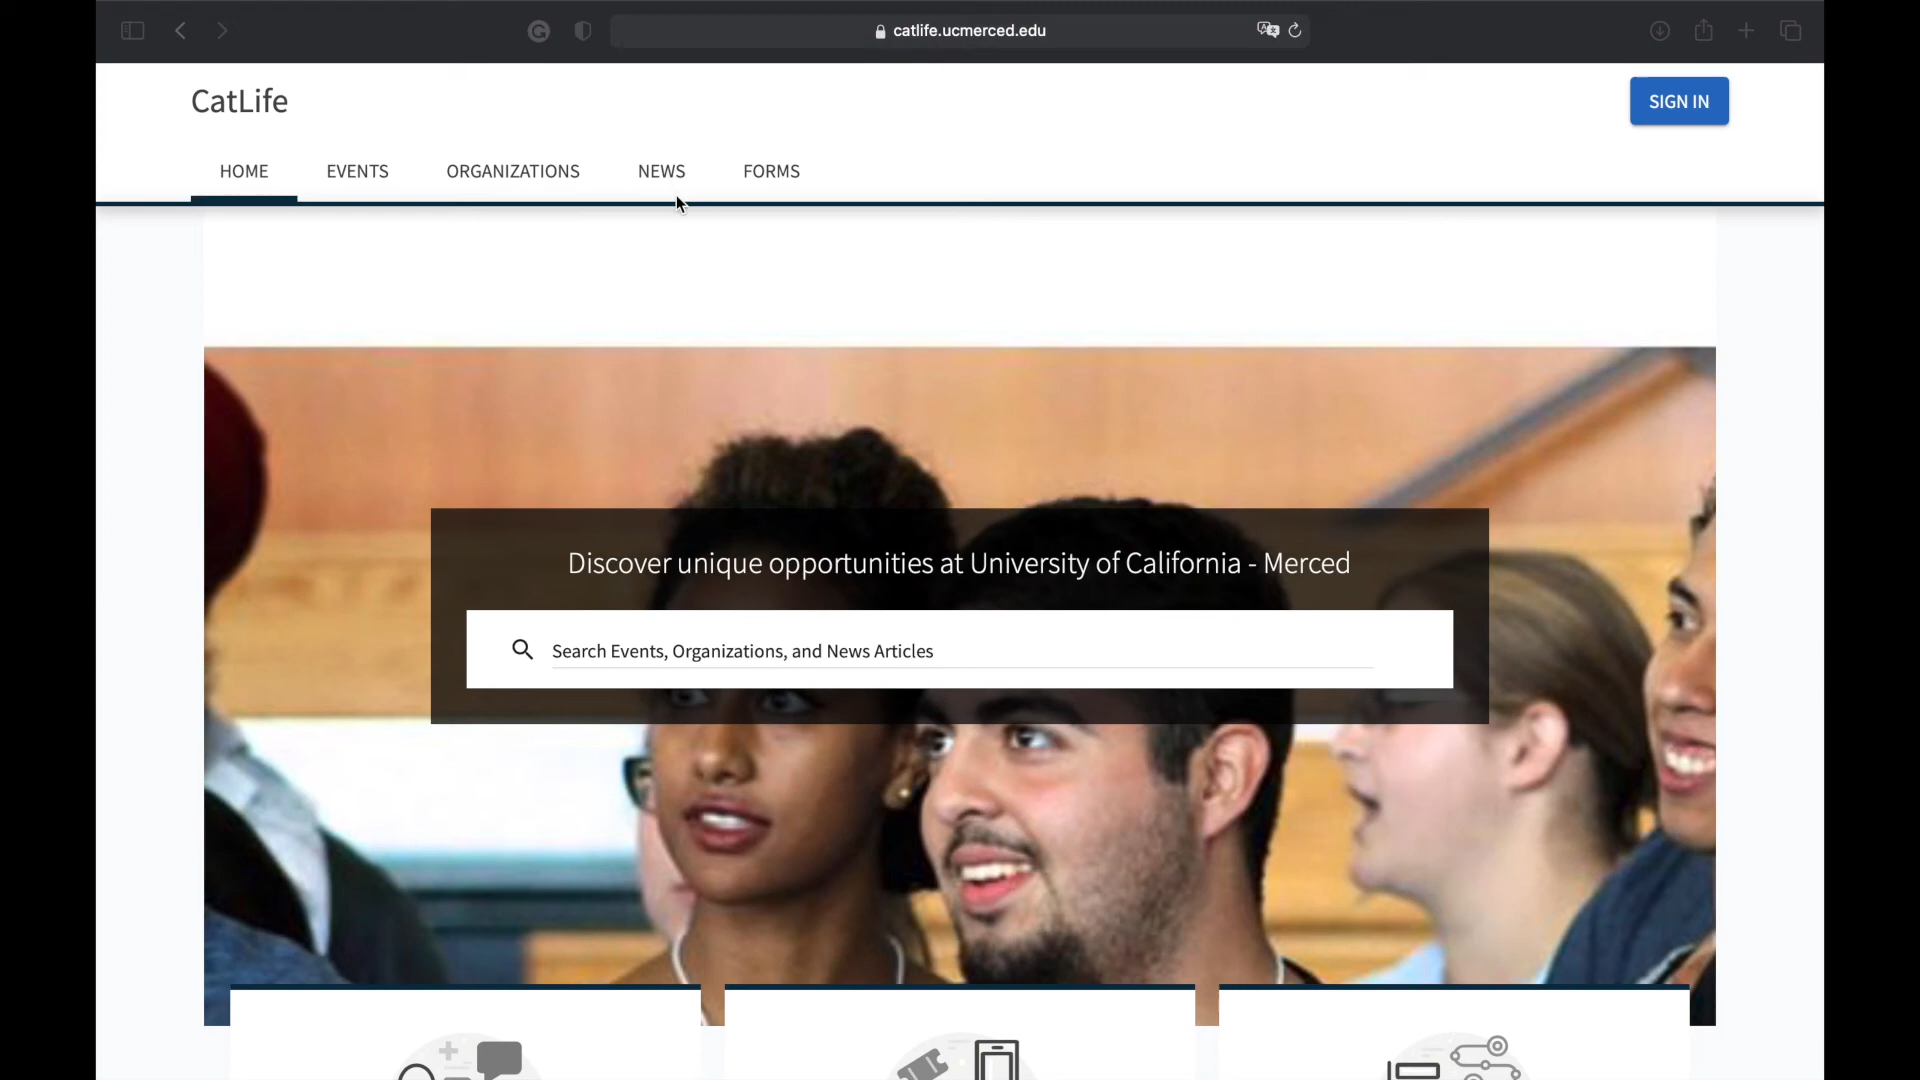 catlife.ucmerced.edu
CatLife
SIGN IN
HOME EVENTS ORGANIZATIONS NEWS FORMS
Discover unique opportunities at University of California - Merced
Search Events, Organizations, and News Articles